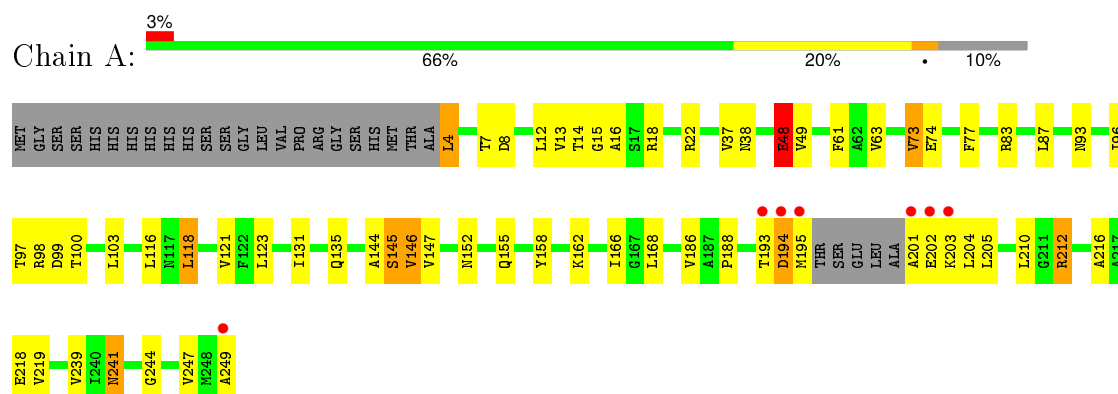 3%
Chain A:
66% 20% • 10%
MET GLY SER SER HIS HIS HIS HIS HIS HIS SER SER GLY LEU VAL PRO ARG GLY SER HIS MET THR ALA L4 T7 D8 L12 V13 T14 G15 A16 S17 R18 R22 V37 N38 E48 V49 F61 A62 V63 V73 E74 F77 R83 L87 N93 I96
T97 R98 D99 T100 L103 L116 N117 L118 V121 F122 L123 I131 Q135 A144 S145 V146 V147 N152 Q155 Y158 K162 I166 G167 L168 V186 A187 P188 T193 D194 M195 THR SER GLU LEU ALA A201 E202 K203 L204 L205 L210 G211 R212 A216 A217
E218 V219 V239 I240 N241 G244 V247 M248 A249